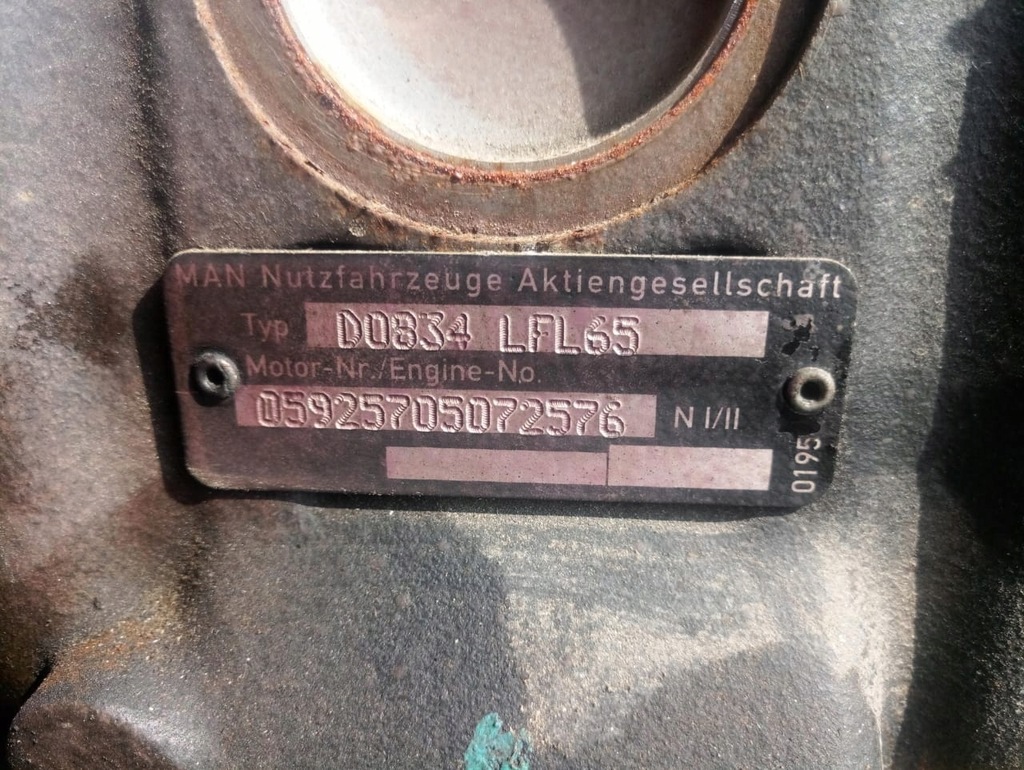 MAN Nutzfahrzeuge Aktiengesellschaft
Typ D0834 LFL65
Motor-Nr./Engine-No.
05925705072576 N I/II
0195